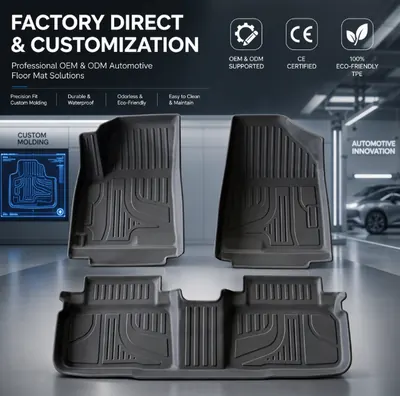 FACTORY DIRECT
& CUSTOMIZATION
Professional OEM & ODM Automotive
Floor Mat Solutions
Precision Fit
Custom Molding
Durable &
Waterproof
Odorless &
Eco-Friendly
Easy to Clean
& Maintain
OEM & ODM
SUPPORTED
CE
CE
CERTIFIED
100%
ECO-FRIENDLY
TPE
CUSTOM
MOLDING
AUTOMOTIVE
INNOVATION